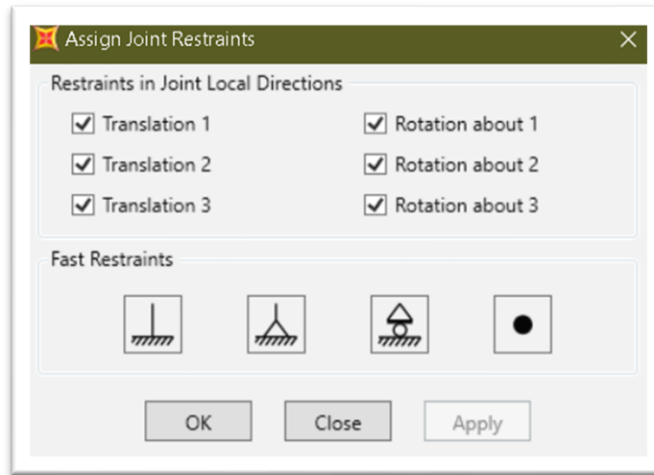 Assign Joint Restraints
Restraints in Joint Local Directions
Translation 1
Rotation about 1
Translation 2
Rotation about 2
Translation 3
Rotation about 3
Fast Restraints
OK
Close
Apply